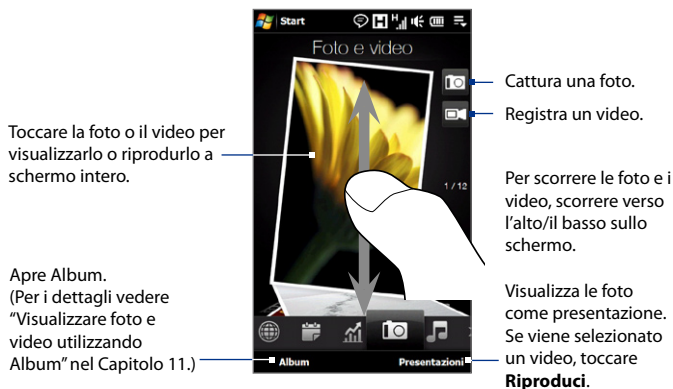 Start
Foto e video
Toccare la foto o il video per
visualizzarlo o riprodurlo a
schermo intero.
Cattura una foto.
Registra un video.
1 / 12
Per scorrere le foto e i
video, scorrere verso
l'alto/il basso sullo
schermo.
Apre Album.
(Per i dettagli vedere
"Visualizzare foto e
video utilizzando
Album" nel Capitolo 11.)
Visualizza le foto
come presentazione.
Se viene selezionato
un video, toccare
Riproduci.
Album
Presentazioni